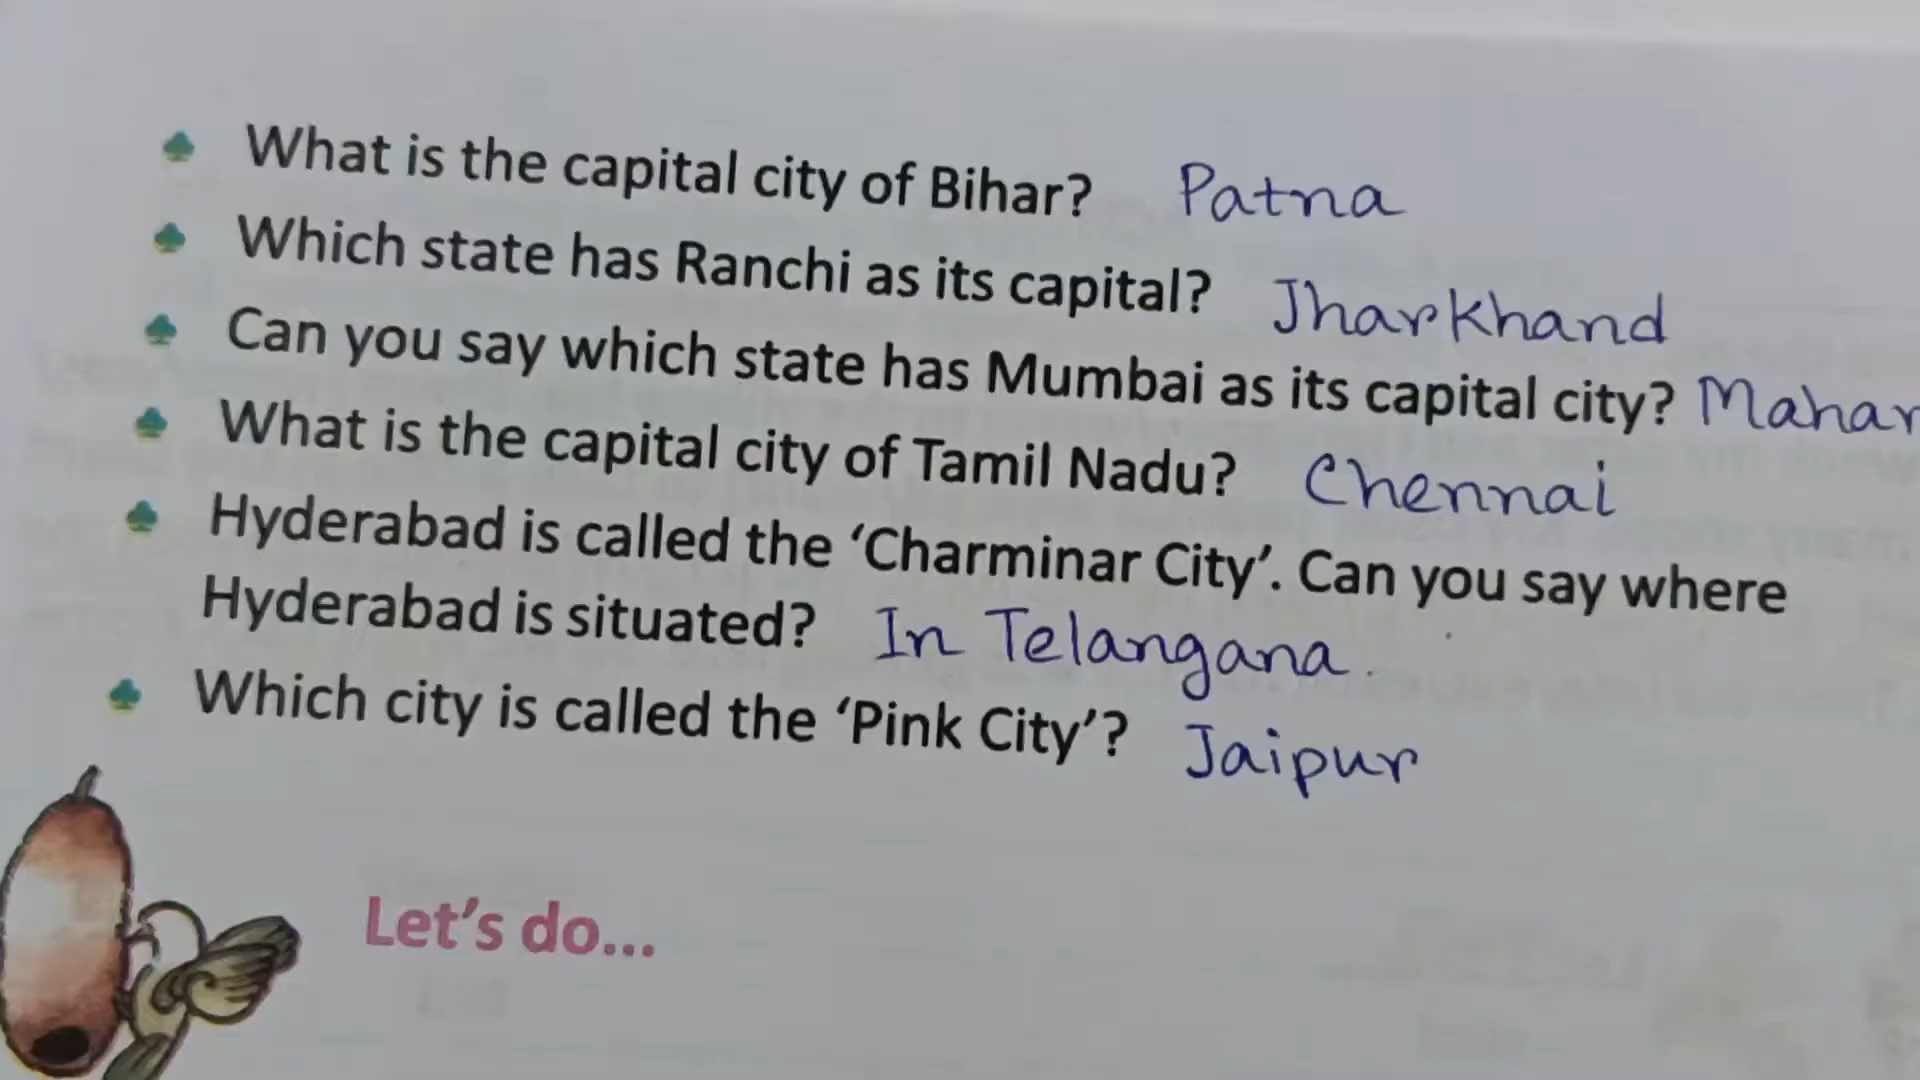 What is the capital city of Bihar? Patna
Which state has Ranchi as its capital? Jharkhand
Can you say which state has Mumbai as its capital city? Mahar
What is the capital city of Tamil Nadu? Chennai
Hyderabad is called the ‘Charminar City’. Can you say where
Hyderabad is situated? In Telangana.
Which city is called the ‘Pink City’? Jaipur
Let’s do...